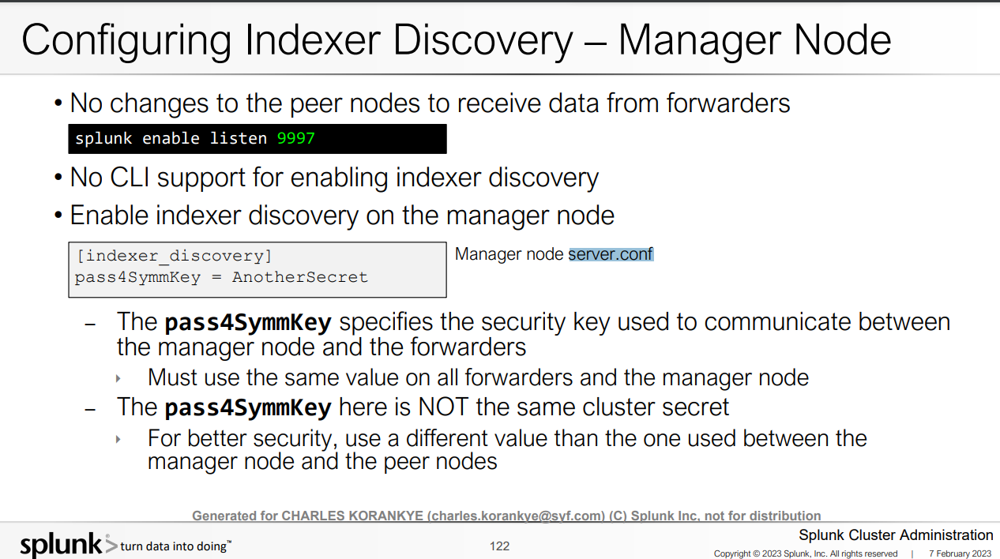 Configuring Indexer Discovery – Manager Node
• No changes to the peer nodes to receive data from forwarders
splunk enable listen 9997
• No CLI support for enabling indexer discovery
• Enable indexer discovery on the manager node
[indexer_discovery]
pass4SymmKey = AnotherSecret
Manager node server.conf
– The pass4SymmKey specifies the security key used to communicate between
the manager node and the forwarders
Must use the same value on all forwarders and the manager node
– The pass4SymmKey here is NOT the same cluster secret
For better security, use a different value than the one used between the
manager node and the peer nodes
Generated for CHARLES KORANKYE (charles.korankye@syf.com) (C) Splunk Inc, not for distribution
splunk> turn data into doing™
122
Splunk Cluster Administration
Copyright © 2023 Splunk, Inc. All rights reserved | 7 February 2023